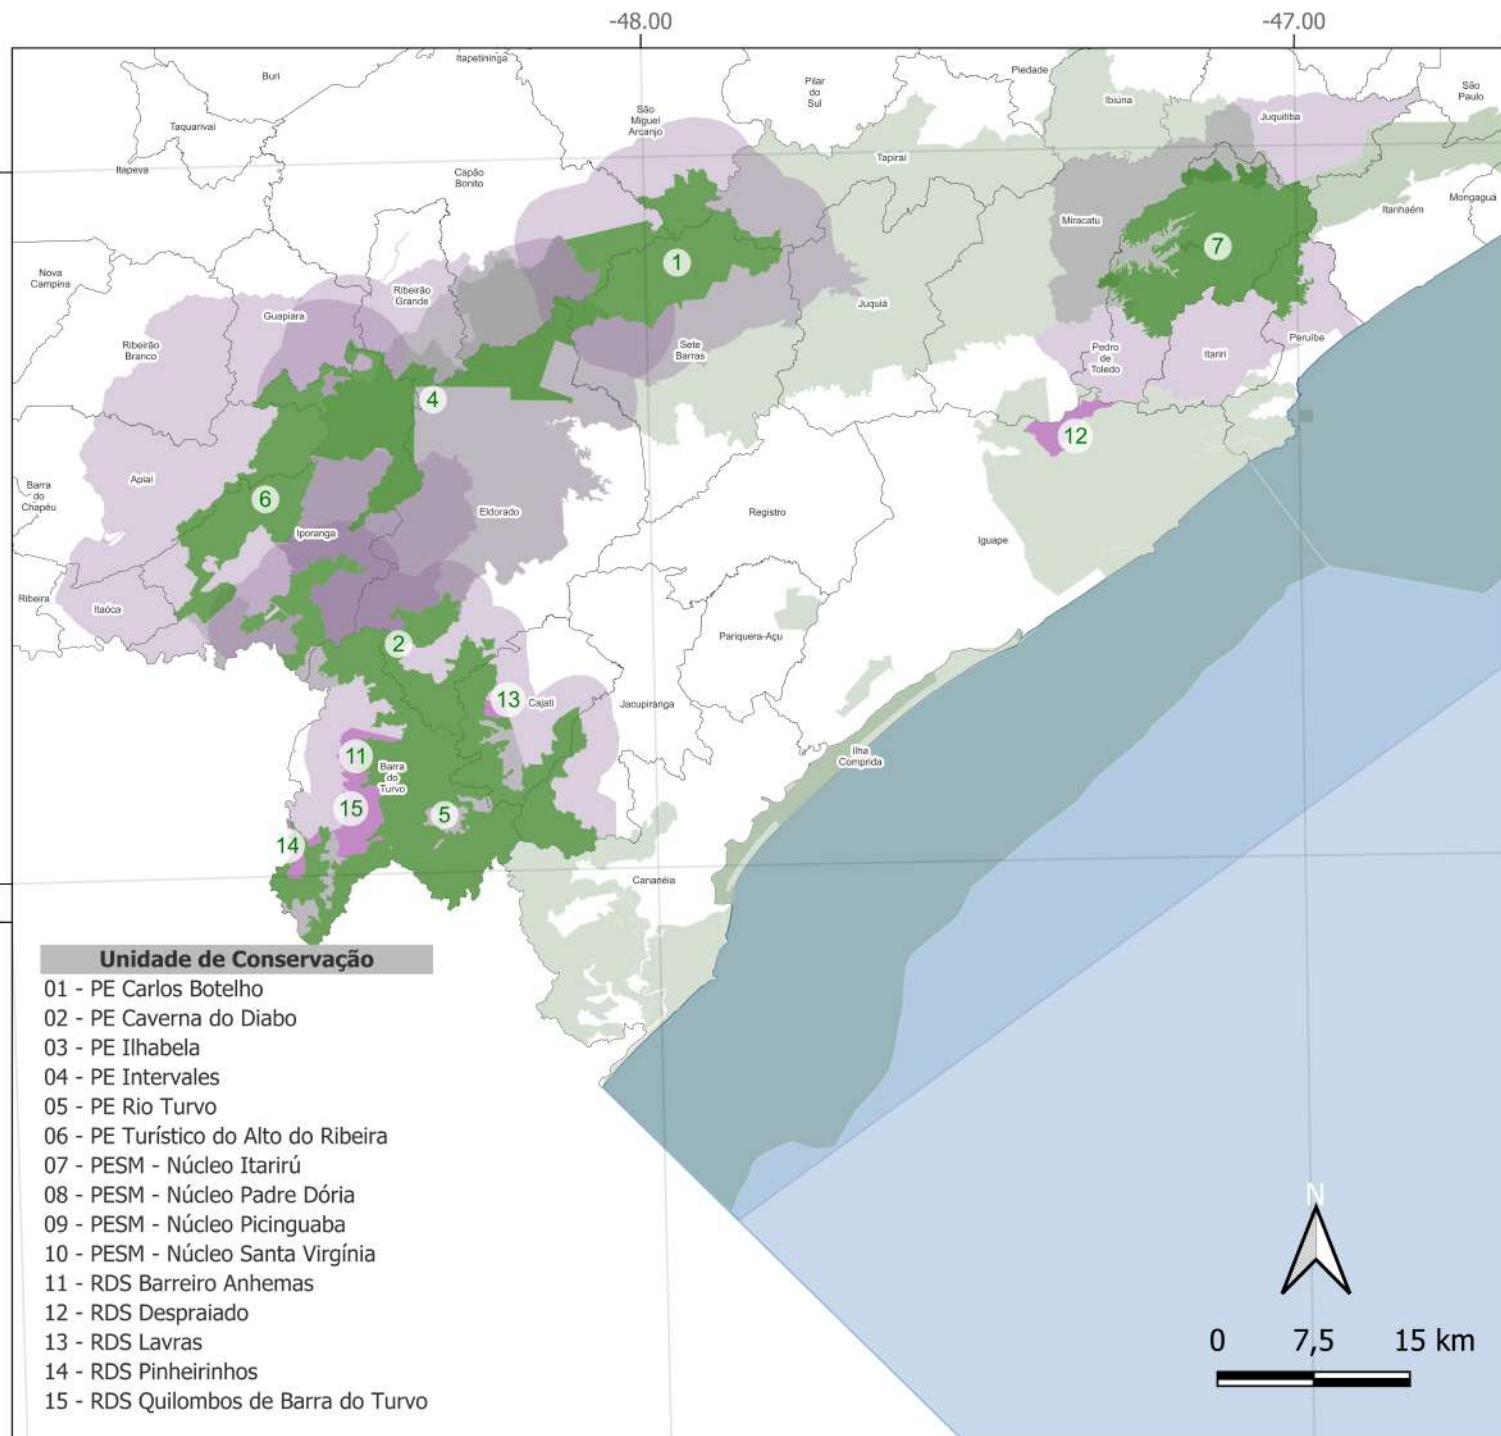 -48.00
-47.00
Itapetininga
Buri
Piedade
Pilar
do
Sul
São
Paulo
Ibiúna
Juquitiba
São
Miguel
Arcanjo
Taquarivaí
Tapiraí
Itapeva
Capão
Bonito
Mongaguá
Itanhaém
Miracatu
7
1
Nova
Campina
Ribeirão
Grande
Juquiá
Guapiara
Ribeirão
Branco
Sete
Barras
Pedro
de
Toledo
Itariri
Peruíbe
4
12
Apiaí
Barra
do
Chapéu
6
Eldorado
Registro
Iporanga
Iguape
Ribeira
Itaóca
Pariquera-Açu
2
13
Cajati
Jacupiranga
11
Barra
do
Turvo
Ilha
Comprida
15
5
14
Cananéia
Unidade de Conservação
01 - PE Carlos Botelho
02 - PE Caverna do Diabo
03 - PE Ilhabela
04 - PE Intervales
05 - PE Rio Turvo
06 - PE Turístico do Alto do Ribeira
07 - PESM - Núcleo Itarirú
08 - PESM - Núcleo Padre Dória
09 - PESM - Núcleo Picinguaba
10 - PESM - Núcleo Santa Virgínia
11 - RDS Barreiro Anhemas
12 - RDS Despraiado
13 - RDS Lavras
14 - RDS Pinheirinhos
15 - RDS Quilombos de Barra do Turvo
N
0 7,5 15 km